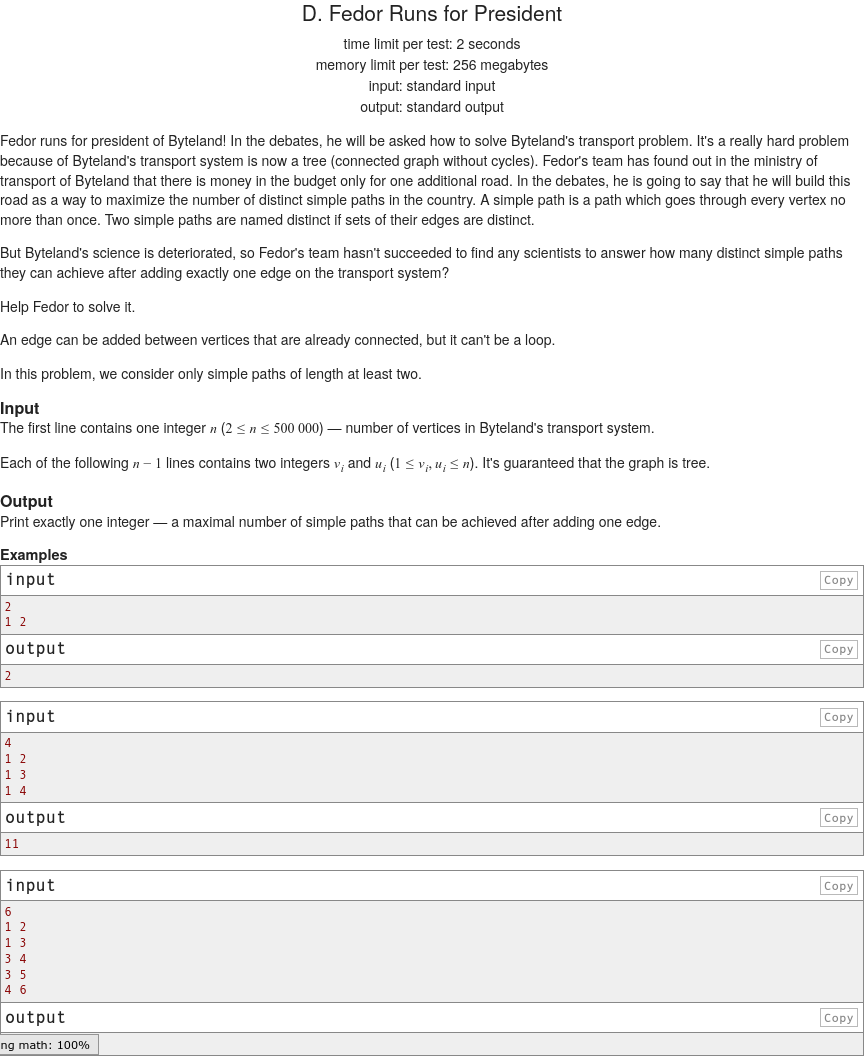 D. Fedor Runs for President
time limit per test: 2 seconds
memory limit per test: 256 megabytes
input: standard input
output: standard output
Fedor runs for president of Byteland! In the debates, he will be asked how to solve Byteland's transport problem. It's a really hard problem
because of Byteland's transport system is now a tree (connected graph without cycles). Fedor's team has found out in the ministry of
transport of Byteland that there is money in the budget only for one additional road. In the debates, he is going to say that he will build this
road as a way to maximize the number of distinct simple paths in the country. A simple path is a path which goes through every vertex no
more than once. Two simple paths are named distinct if sets of their edges are distinct.
But Byteland's science is deteriorated, so Fedor's team hasn't succeeded to find any scientists to answer how many distinct simple paths
they can achieve after adding exactly one edge on the transport system?
Help Fedor to solve it.
An edge can be added between vertices that are already connected, but it can't be a loop.
In this problem, we consider only simple paths of length at least two.
Input
The first line contains one integer n (2 ≤ n ≤ 500 000) — number of vertices in Byteland's transport system.
Each of the following n − 1 lines contains two integers v_i and u_i (1 ≤ v_i, u_i ≤ n). It's guaranteed that the graph is tree.
Output
Print exactly one integer — a maximal number of simple paths that can be achieved after adding one edge.
Examples
input Copy
2
1 2
output Copy
2
input Copy
4
1 2
1 3
1 4
output Copy
11
input Copy
6
1 2
1 3
3 4
3 5
4 6
output Copy
ng math: 100%